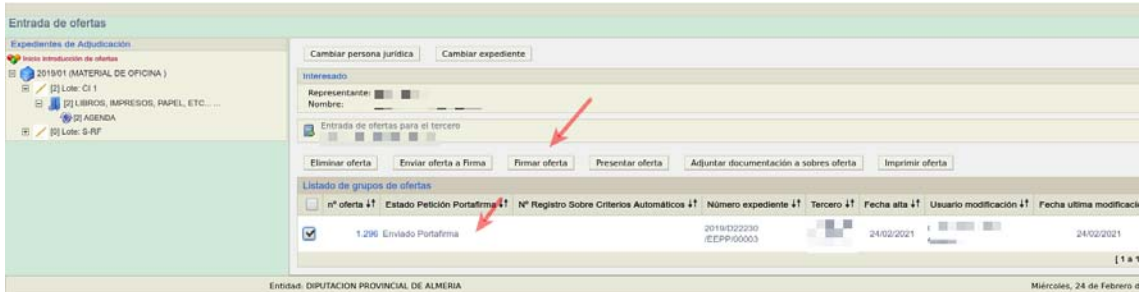 Entrada de ofertas
Expedientes de Adjudicación
Inicio introducción de ofertas
2019/01 (MATERIAL DE OFICINA )
[2] Lote: CI 1
[2] LIBROS, IMPRESOS, PAPEL, ETC... ...
[2] AGENDA
[0] Lote: S-RF
Cambiar persona jurídica Cambiar expediente
Interesado
Representante:
Nombre:
Entrada de ofertas para el tercero
Eliminar oferta Enviar oferta a Firma Firmar oferta Presentar oferta Adjuntar documentación a sobres oferta Imprimir oferta
Listado de grupos de ofertas
nº oferta Estado Petición Portafirma Nº Registro Sobre Criterios Automáticos Número expediente Tercero Fecha alta Usuario modificación Fecha ultima modificació
1.296 Enviado Portafirma 2019/D22230 /EEPP/00003 24/02/2021 24/02/2021
[ 1 a 1
Entidad: DIPUTACION PROVINCIAL DE ALMERIA Miércoles, 24 de Febrero d